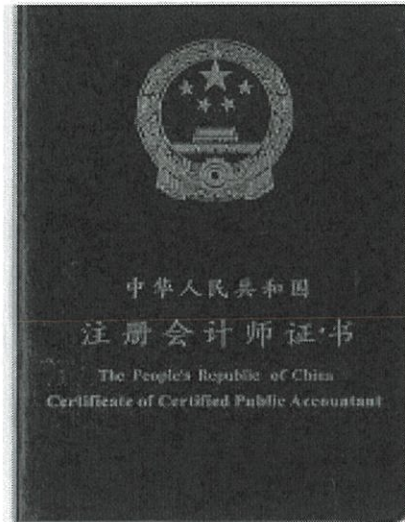 中华人民共和国
注册会计师证书
The People's Republic of China
Certificate of Certified Public Accountant